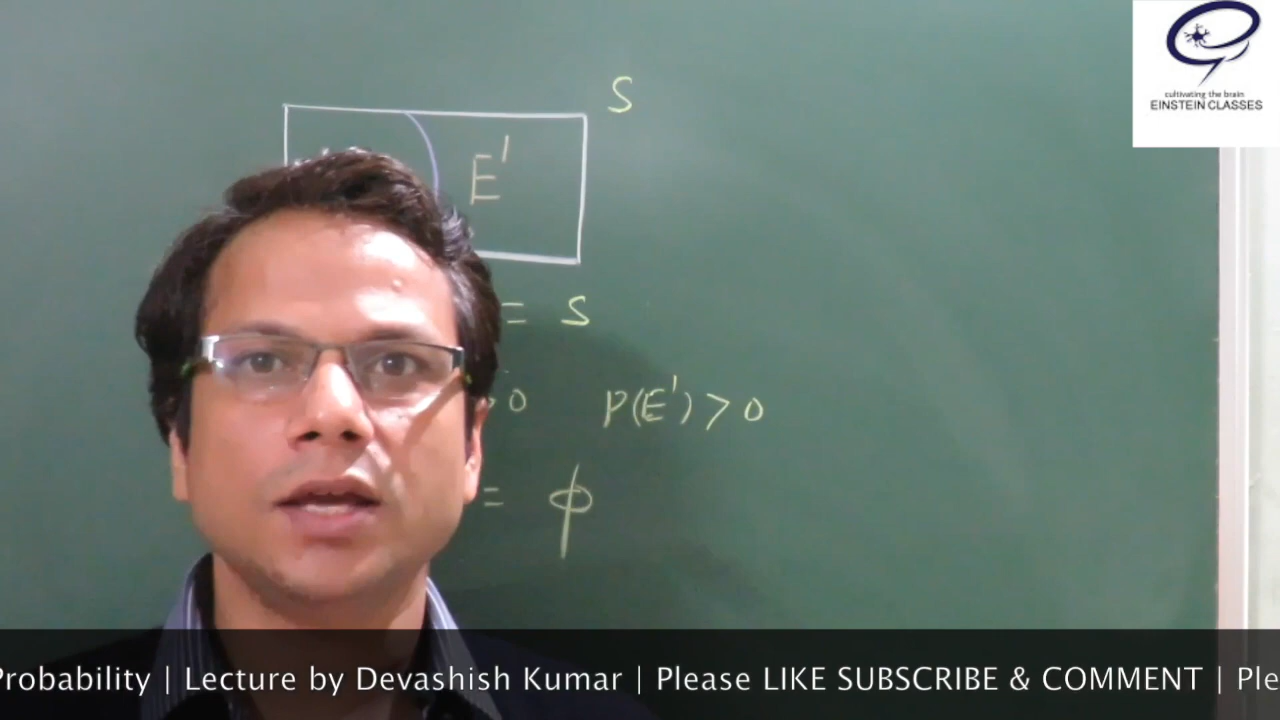 S
E'
= S
>0 P(E') > 0
= ϕ
cultivating the brain
EINSTEIN CLASSES
Probability | Lecture by Devashish Kumar | Please LIKE SUBSCRIBE & COMMENT | Ple